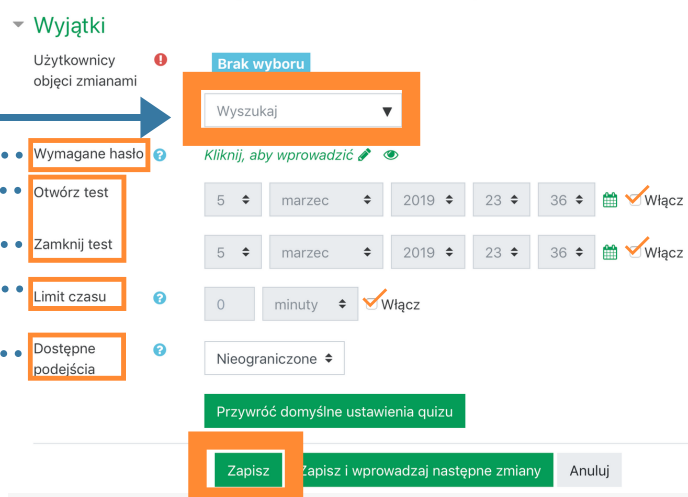 Wyjątki
Użytkownicy
objęci zmianami
Brak wyboru
Wyszukaj
Wymagane hasło
Kliknij, aby wprowadzić
Otwórz test
5 marzec 2019 23 36 Włącz
Zamknij test
5 marzec 2019 23 36 Włącz
Limit czasu
0 minuty Włącz
Dostępne
podejścia
Nieograniczone
Przywróć domyślne ustawienia quizu
Zapisz Zapisz i wprowadzaj następne zmiany Anuluj